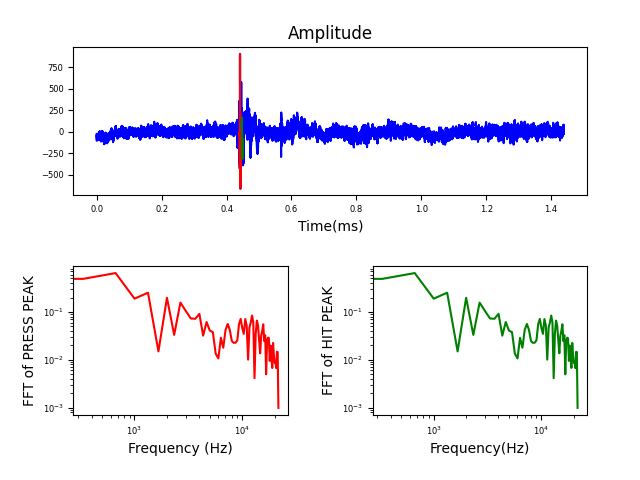 Amplitude
750
500
250
0
−250
−500
0.0 0.2 0.4 0.6 0.8 1.0 1.2 1.4
Time(ms)
FFT of PRESS PEAK
10⁻¹
10⁻²
10⁻³
10³ 10⁴
Frequency (Hz)
FFT of HIT PEAK
10⁻¹
10⁻²
10⁻³
10³ 10⁴
Frequency(Hz)